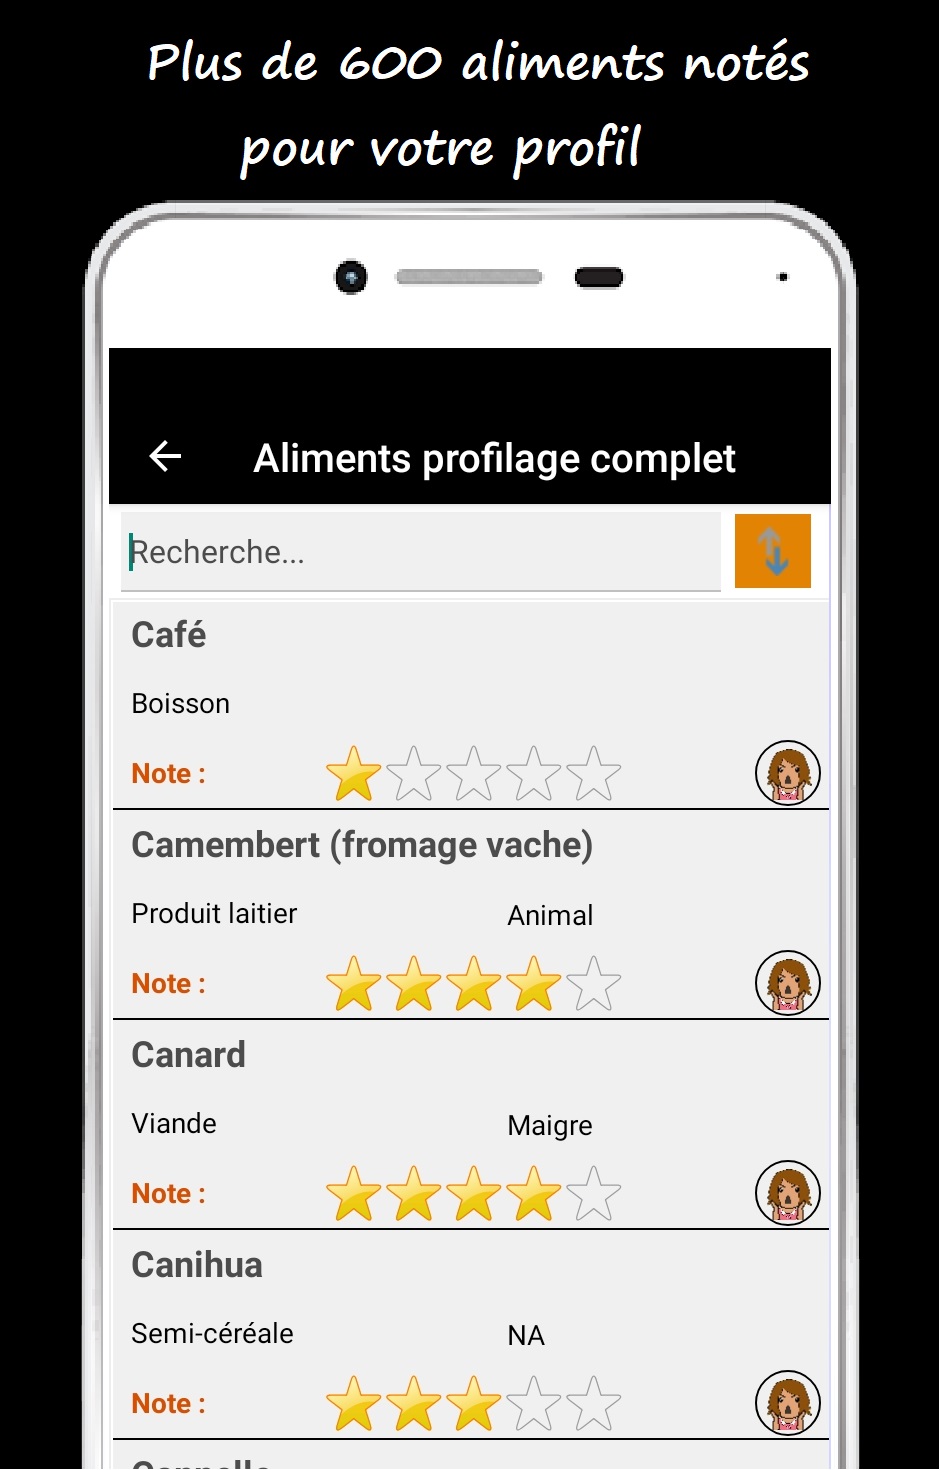 Plus de 600 aliments notés
pour votre profil
Aliments profilage complet
Recherche...
Café
Boisson
Note :
Camembert (fromage vache)
Produit laitier Animal
Note :
Canard
Viande Maigre
Note :
Canihua
Semi-céréale NA
Note :